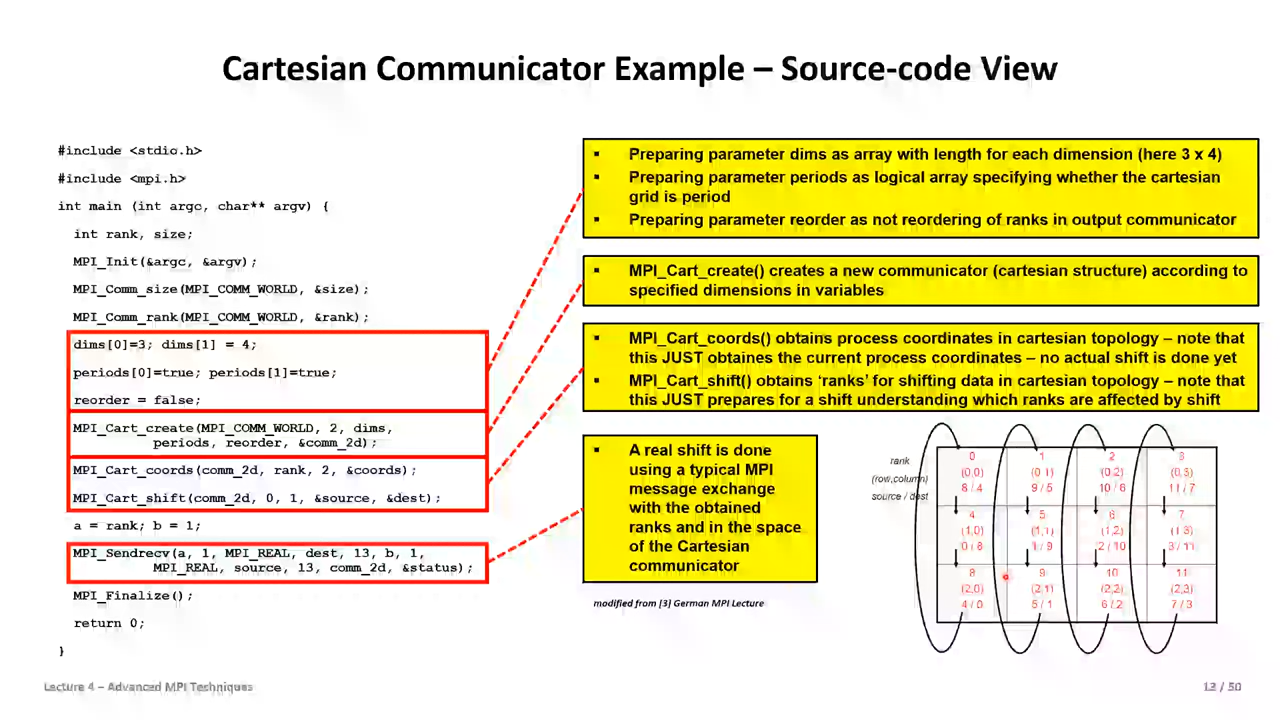 Cartesian Communicator Example – Source-code View
#include <stdio.h>
#include <mpi.h>
int main (int argc, char** argv) {
int rank, size;
MPI_Init(&argc, &argv);
MPI_Comm_size(MPI_COMM_WORLD, &size);
MPI_Comm_rank(MPI_COMM_WORLD, &rank);
dims[0]=3; dims[1] = 4;
periods[0]=true; periods[1]=true;
reorder = false;
MPI_Cart_create(MPI_COMM_WORLD, 2, dims,
periods, reorder, &comm_2d);
MPI_Cart_coords(comm_2d, rank, 2, &coords);
MPI_Cart_shift(comm_2d, 0, 1, &source, &dest);
a = rank; b = 1;
MPI_Sendrecv(a, 1, MPI_REAL, dest, 13, b, 1,
MPI_REAL, source, 13, comm_2d, &status);
MPI_Finalize();
return 0;
}
▪ Preparing parameter dims as array with length for each dimension (here 3 x 4)
▪ Preparing parameter periods as logical array specifying whether the cartesian
grid is period
▪ Preparing parameter reorder as not reordering of ranks in output communicator
▪ MPI_Cart_create() creates a new communicator (cartesian structure) according to
specified dimensions in variables
▪ MPI_Cart_coords() obtains process coordinates in cartesian topology – note that
this JUST obtaines the current process coordinates – no actual shift is done yet
▪ MPI_Cart_shift() obtains ‘ranks’ for shifting data in cartesian topology – note that
this JUST prepares for a shift understanding which ranks are affected by shift
▪ A real shift is done
using a typical MPI
message exchange
with the obtained
ranks and in the space
of the Cartesian
communicator
modified from [3] German MPI Lecture
rank 0 1 2 3
(row,column) (0,0) (0,1) (0,2) (0,3)
source / dest 8 / 4 9 / 5 10 / 6 11 / 7
4 5 6 7
(1,0) (1,1) (1,2) (1,3)
0 / 8 1 / 9 2 / 10 3 / 11
8 9 10 11
(2,0) (2,1) (2,2) (2,3)
4 / 0 5 / 1 6 / 2 7 / 3
Lecture 4 – Advanced MPI Techniques
13 / 50